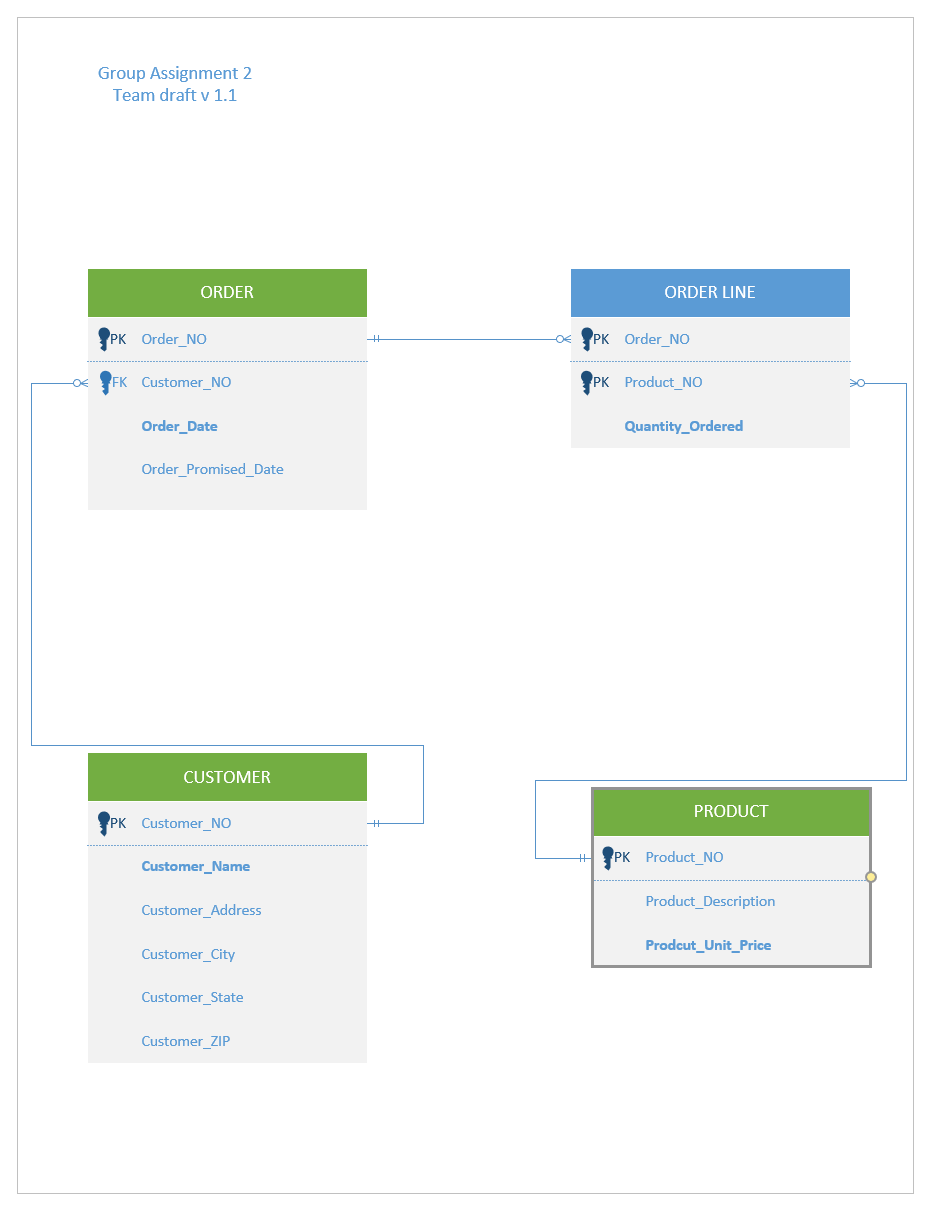 Group Assignment 2
Team draft v 1.1
ORDER
PK Order_NO
FK Customer_NO
Order_Date
Order_Promised_Date
ORDER LINE
PK Order_NO
PK Product_NO
Quantity_Ordered
CUSTOMER
PK Customer_NO
Customer_Name
Customer_Address
Customer_City
Customer_State
Customer_ZIP
PRODUCT
PK Product_NO
Product_Description
Prodcut_Unit_Price